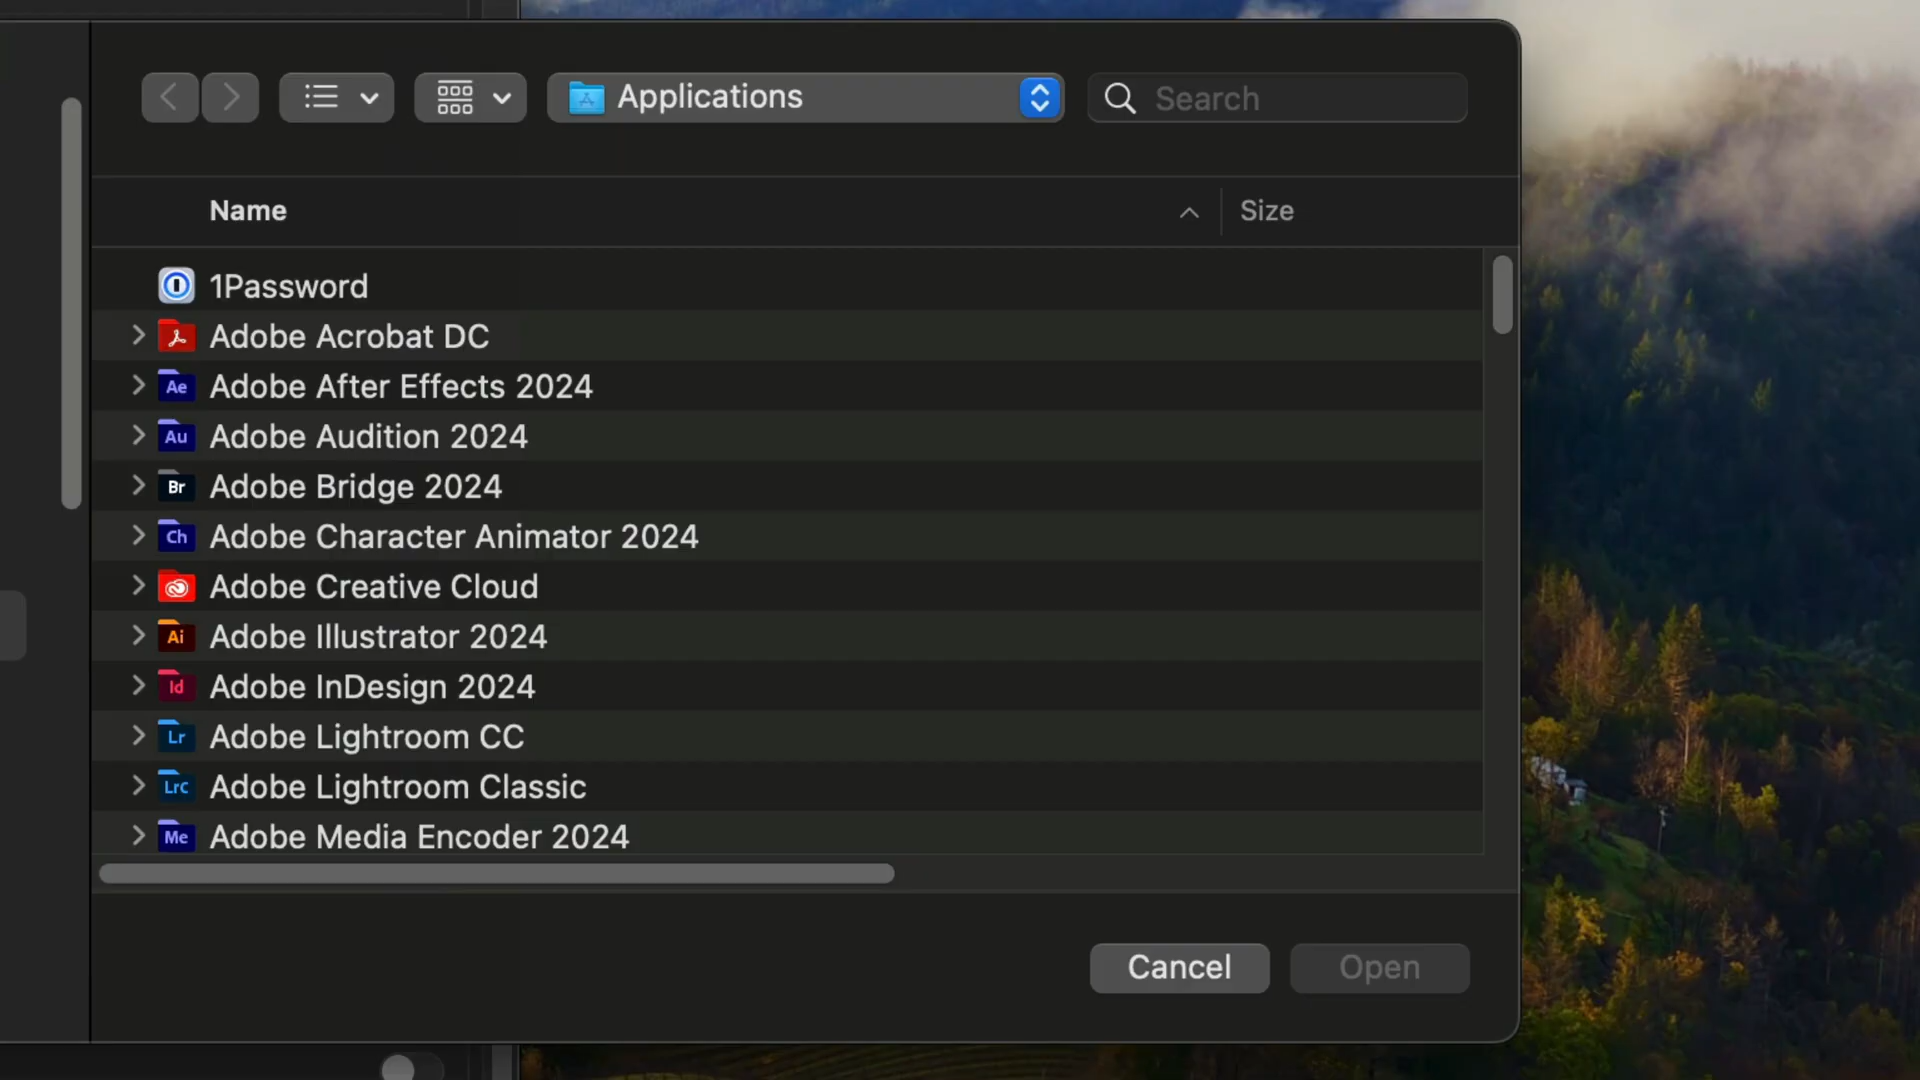 Applications
Search
Name
Size
1Password
Adobe Acrobat DC
Ae Adobe After Effects 2024
Au Adobe Audition 2024
Br Adobe Bridge 2024
Ch Adobe Character Animator 2024
Adobe Creative Cloud
Ai Adobe Illustrator 2024
Id Adobe InDesign 2024
Lr Adobe Lightroom CC
LrC Adobe Lightroom Classic
Me Adobe Media Encoder 2024
Cancel
Open